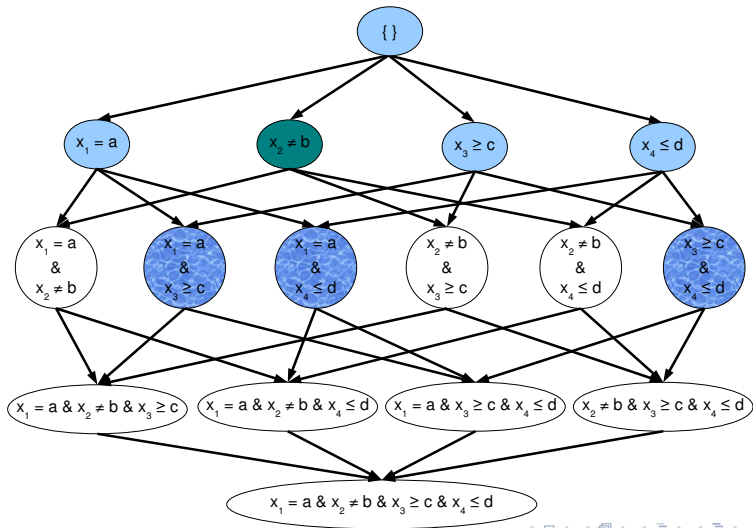 { }
x₁ = a
x₂ ≠ b
x₃ ≥ c
x₄ ≤ d
x₁ = a
&
x₂ ≠ b
x₁ = a
&
x₃ ≥ c
x₁ = a
&
x₄ ≤ d
x₂ ≠ b
&
x₃ ≥ c
x₂ ≠ b
&
x₄ ≤ d
x₃ ≥ c
&
x₄ ≤ d
x₁ = a & x₂ ≠ b & x₃ ≥ c
x₁ = a & x₂ ≠ b & x₄ ≤ d
x₁ = a & x₃ ≥ c & x₄ ≤ d
x₂ ≠ b & x₃ ≥ c & x₄ ≤ d
x₁ = a & x₂ ≠ b & x₃ ≥ c & x₄ ≤ d